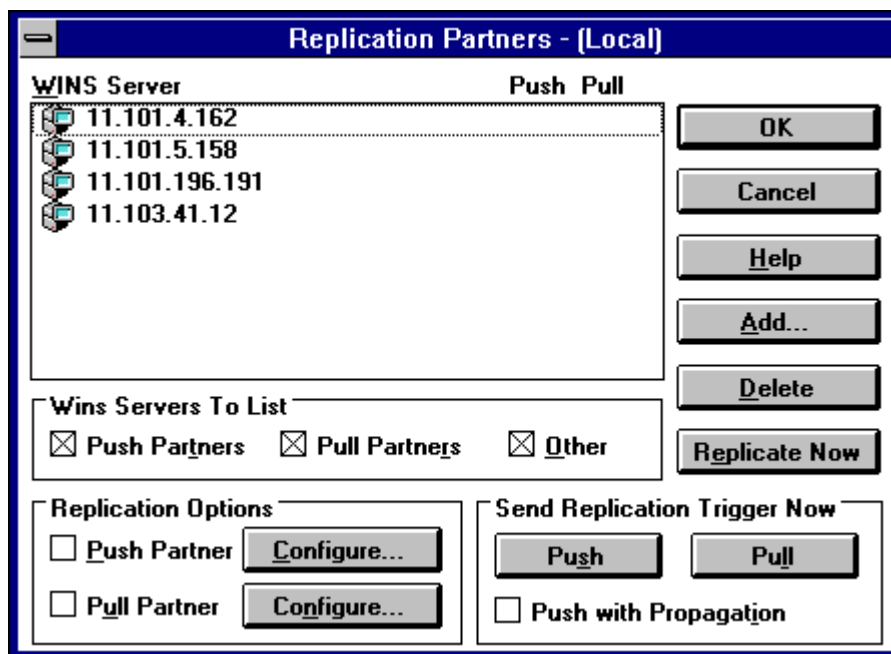 Replication Partners - (Local)
WINS Server Push Pull
11.101.4.162
11.101.5.158
11.101.196.191
11.103.41.12
OK
Cancel
Help
Add...
Delete
Replicate Now
Wins Servers To List
Push Partners Pull Partners Other
Replication Options
Push Partner Configure...
Pull Partner Configure...
Send Replication Trigger Now
Push Pull
Push with Propagation